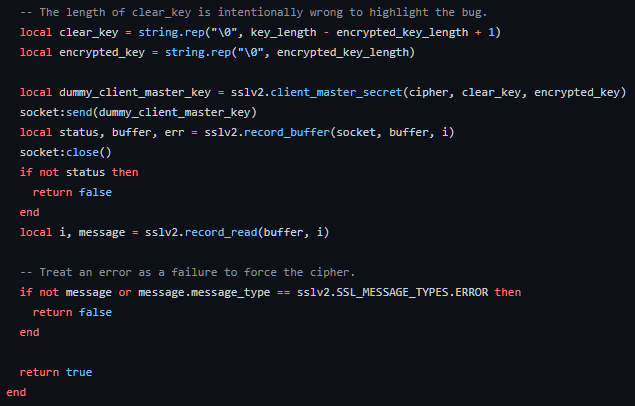 -- The length of clear_key is intentionally wrong to highlight the bug.
local clear_key = string.rep("\0", key_length - encrypted_key_length + 1)
local encrypted_key = string.rep("\0", encrypted_key_length)
local dummy_client_master_key = sslv2.client_master_secret(cipher, clear_key, encrypted_key)
socket:send(dummy_client_master_key)
local status, buffer, err = sslv2.record_buffer(socket, buffer, i)
socket:close()
if not status then
return false
end
local i, message = sslv2.record_read(buffer, i)
-- Treat an error as a failure to force the cipher.
if not message or message.message_type == sslv2.SSL_MESSAGE_TYPES.ERROR then
return false
end
return true
end